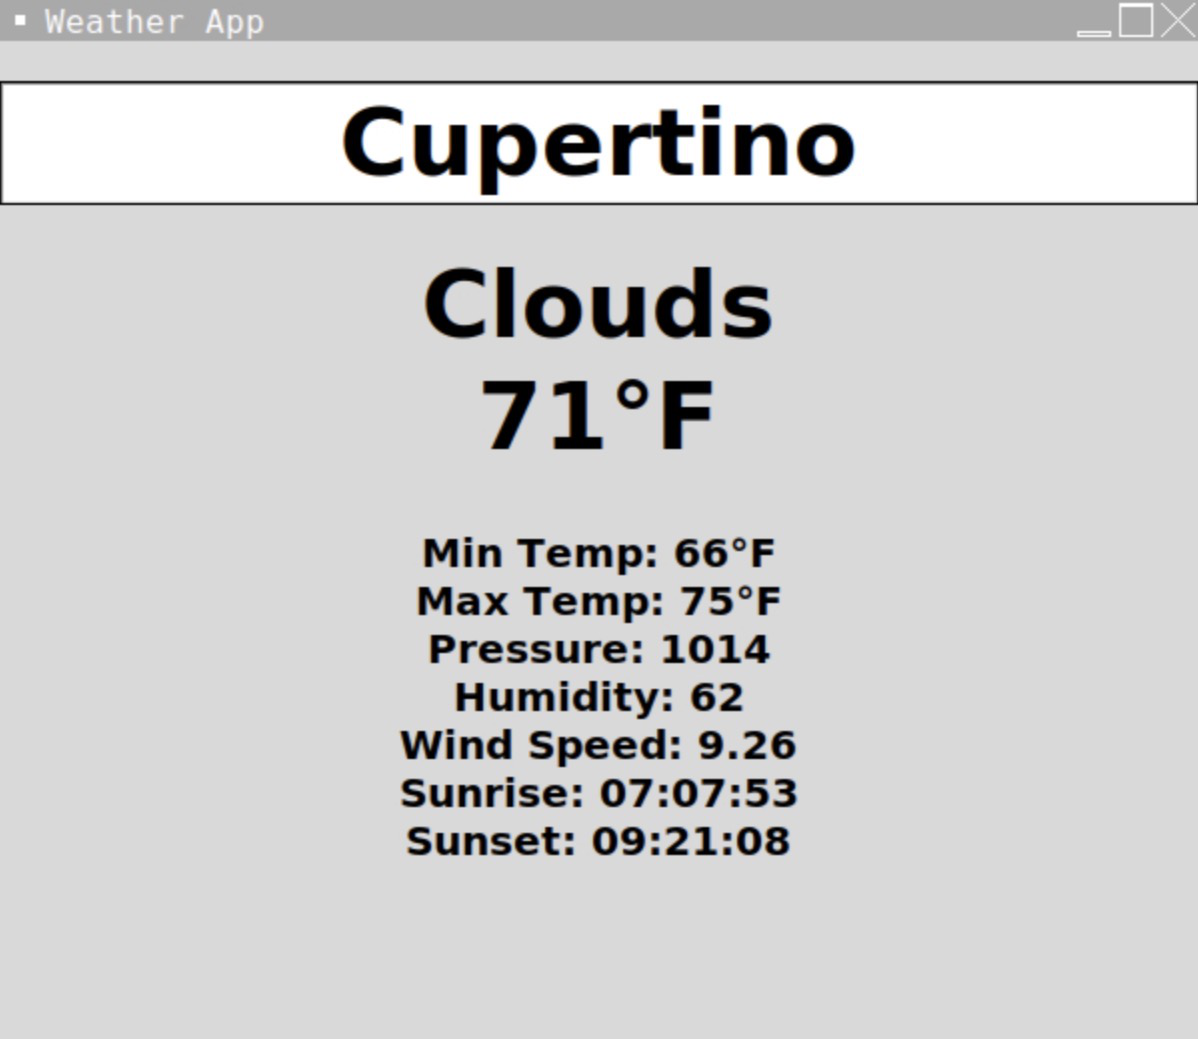 Weather App
Cupertino
Clouds
71°F
Min Temp: 66°F
Max Temp: 75°F
Pressure: 1014
Humidity: 62
Wind Speed: 9.26
Sunrise: 07:07:53
Sunset: 09:21:08